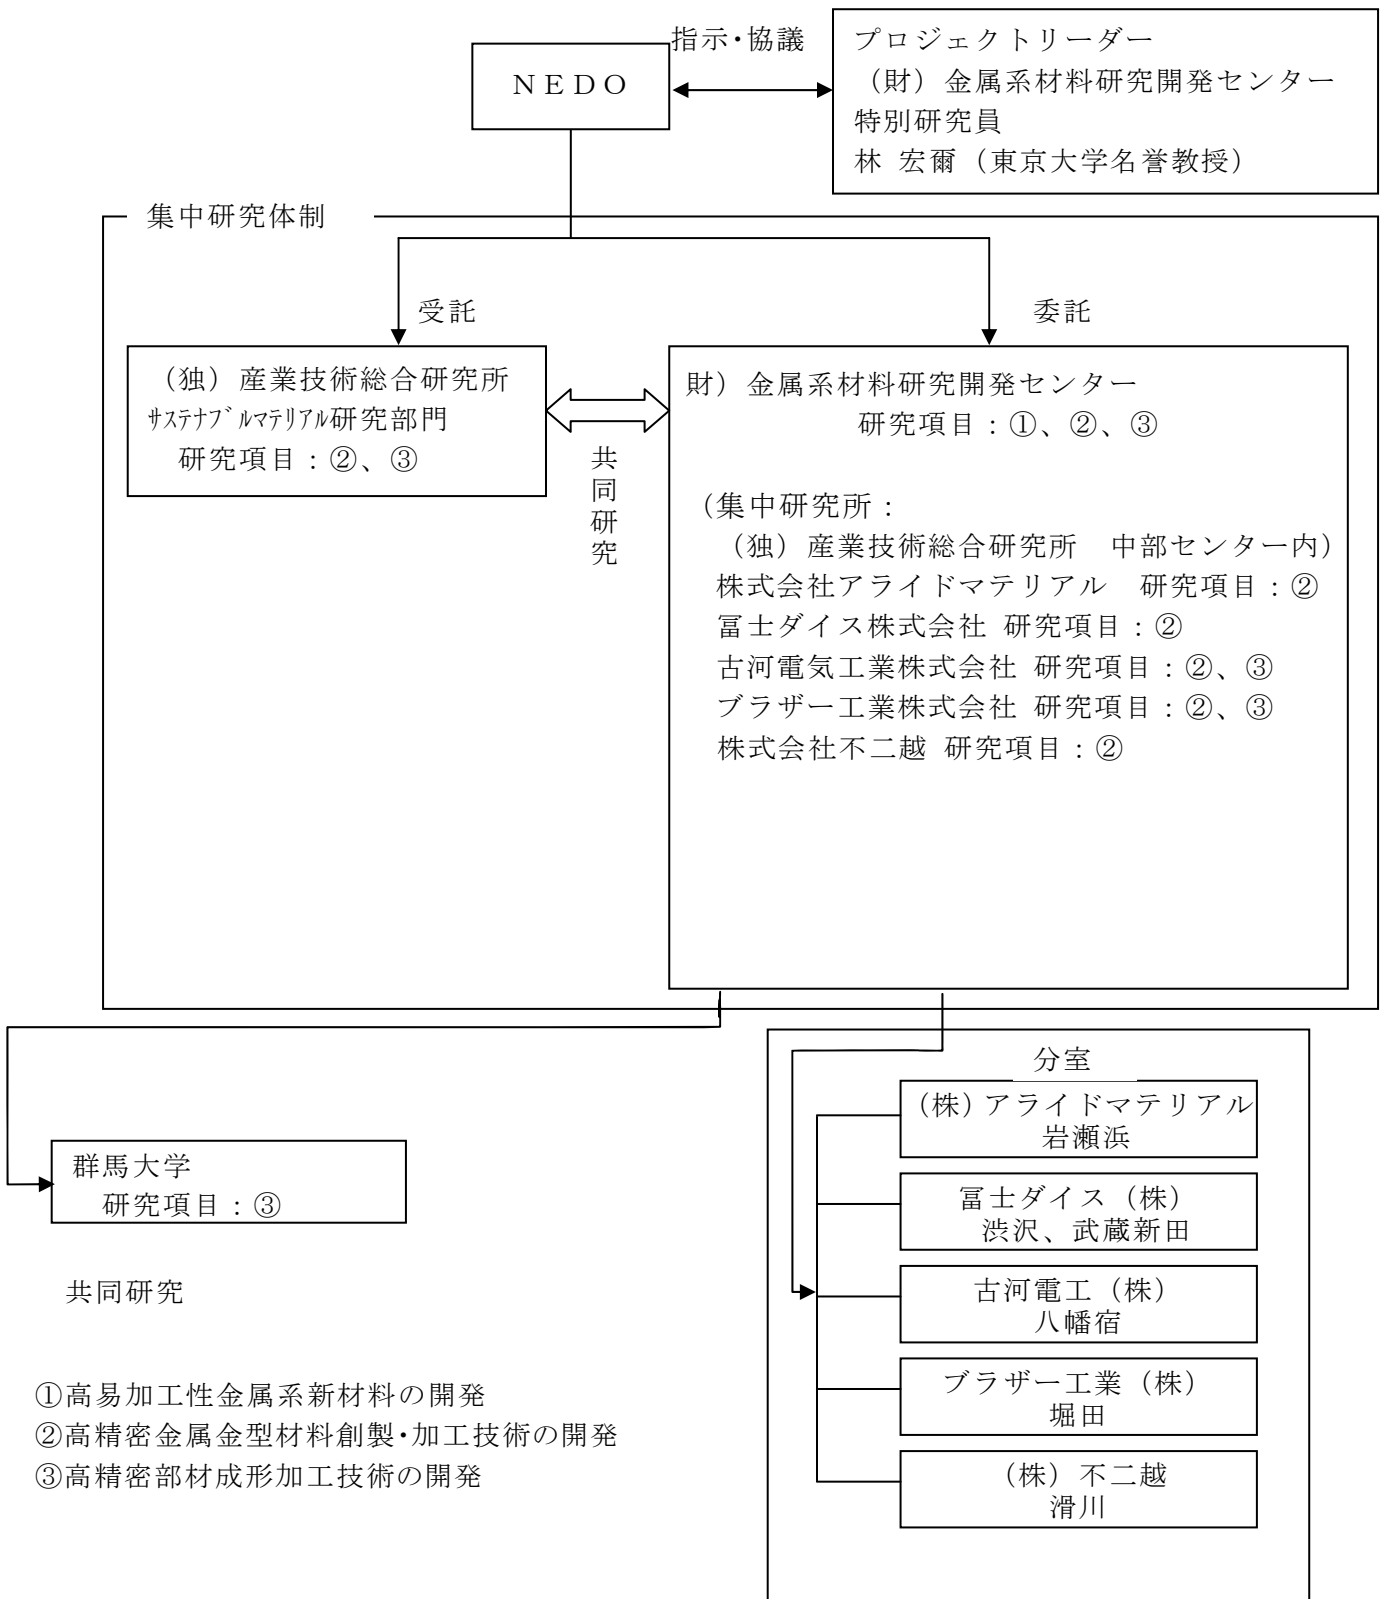 指示・協議
NEDO
プロジェクトリーダー
（財）金属系材料研究開発センター
特別研究員
林 宏爾（東京大学名誉教授）
集中研究体制
受託
委託
（独）産業技術総合研究所
ｻｽﾃﾅﾌﾞﾙﾏﾃﾘｱﾙ研究部門
研究項目：②、③
共同研究
財）金属系材料研究開発センター
研究項目：①、②、③
（集中研究所：
（独）産業技術総合研究所　中部センター内）
株式会社アライドマテリアル　研究項目：②
冨士ダイス株式会社 研究項目：②
古河電気工業株式会社 研究項目：②、③
ブラザー工業株式会社 研究項目：②、③
株式会社不二越 研究項目：②
分室
（株）アライドマテリアル
岩瀬浜
冨士ダイス（株）
渋沢、武蔵新田
古河電工（株）
八幡宿
ブラザー工業（株）
堀田
（株）不二越
滑川
群馬大学
研究項目：③
共同研究
①高易加工性金属系新材料の開発
②高精密金属金型材料創製・加工技術の開発
③高精密部材成形加工技術の開発